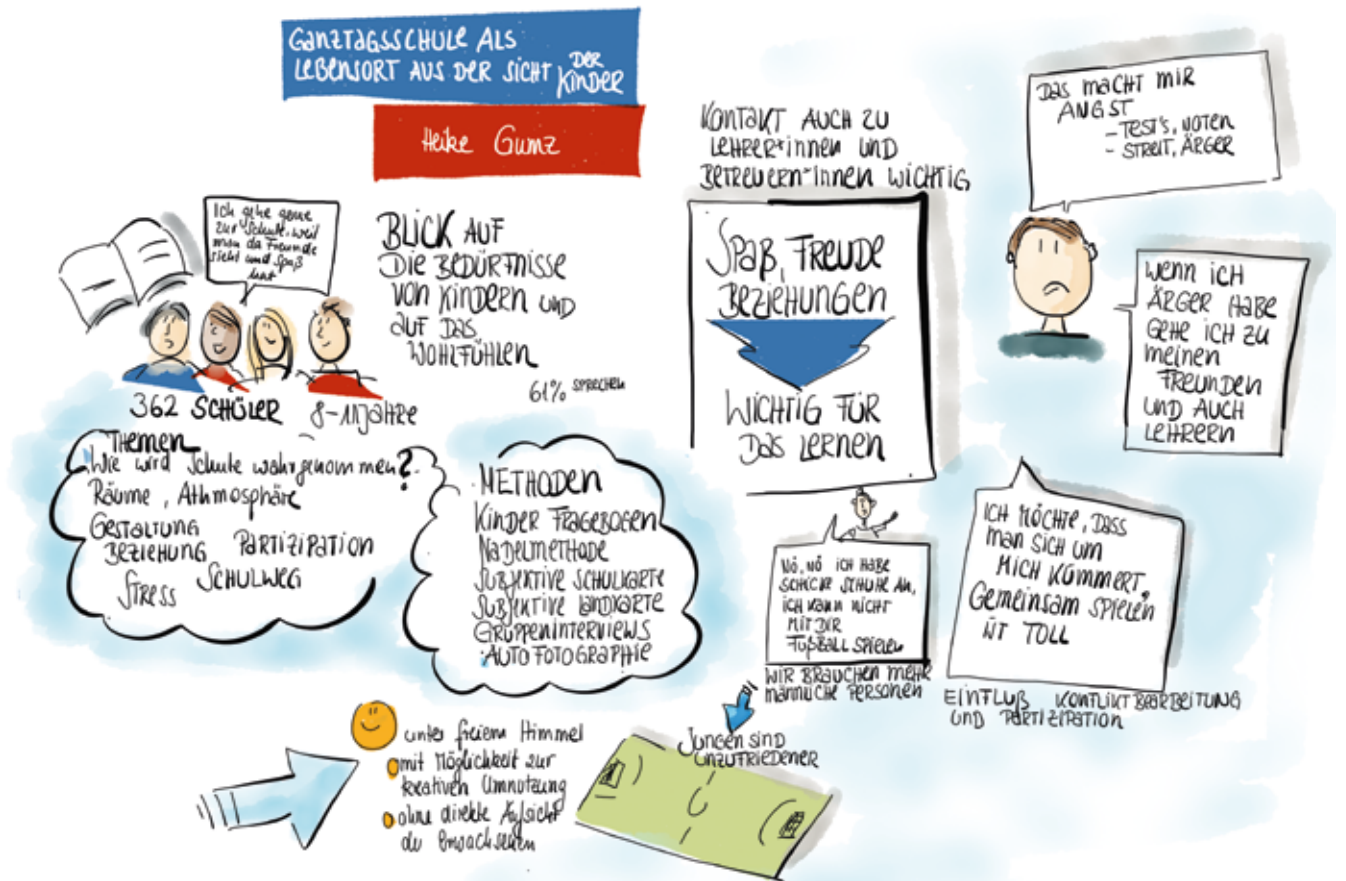 GANZTAGSSCHULE ALS
LEBENSORT AUS DER SICHT DER
KINDER
Heike Gumz
Ich gehe gerne
zur Schule, weil
man da Freunde
sieht und Spaß
hat
362 SCHÜLER 8-11 JAHRE
BLICK AUF
DIE BEDÜRFNISSE
VON KINDERN UND
AUF DAS
WOHLFÜHLEN
61% SPRECHEN
THEMEN
Wie wird Schule wahrgenommen?
Räume, Athmosphäre
GESTALTUNG
BEZIEHUNG PARTIZIPATION
STRESS SCHULWEG
METHODEN
KINDER FRAGEBOGEN
NADELMETHODE
SUBJEKTIVE SCHULKARTE
SUBJEKTIVE LANDKARTE
GRUPPENINTERVIEWS
AUTOFOTOGRAPHIE
unter freiem Himmel
mit Möglichkeit zur
kreativen Umnutzung
ohne direkte Aufsicht
der Erwachsenen
KONTAKT AUCH ZU
LEHRER*INNEN UND
BETREUERN*INNEN WICHTIG
SPAß, FREUDE
BEZIEHUNGEN
WICHTIG FÜR
DAS LERNEN
NÖ, NÖ ICH HABE
SCHICKE SCHUHE AN,
ICH KANN NICHT
MIT DIR
FUßBALL SPIELEN
WIR BRAUCHEN MEHR
MÄNNLICHE PERSONEN
JUNGEN SIND
UNZUFRIEDENER
DAS MACHT MIR
ANGST
- TEST'S, NOTEN
- STREIT, ÄRGER
WENN ICH
ÄRGER HABE
GEHE ICH ZU
MEINEN
FREUNDEN
UND AUCH
LEHRERN
ICH MÖCHTE, DASS
MAN SICH UM
MICH KÜMMERT,
GEMEINSAM SPIELEN
IST TOLL
EINFLUß KONFLIKTBEARBEITUNG
UND PARTIZIPATION